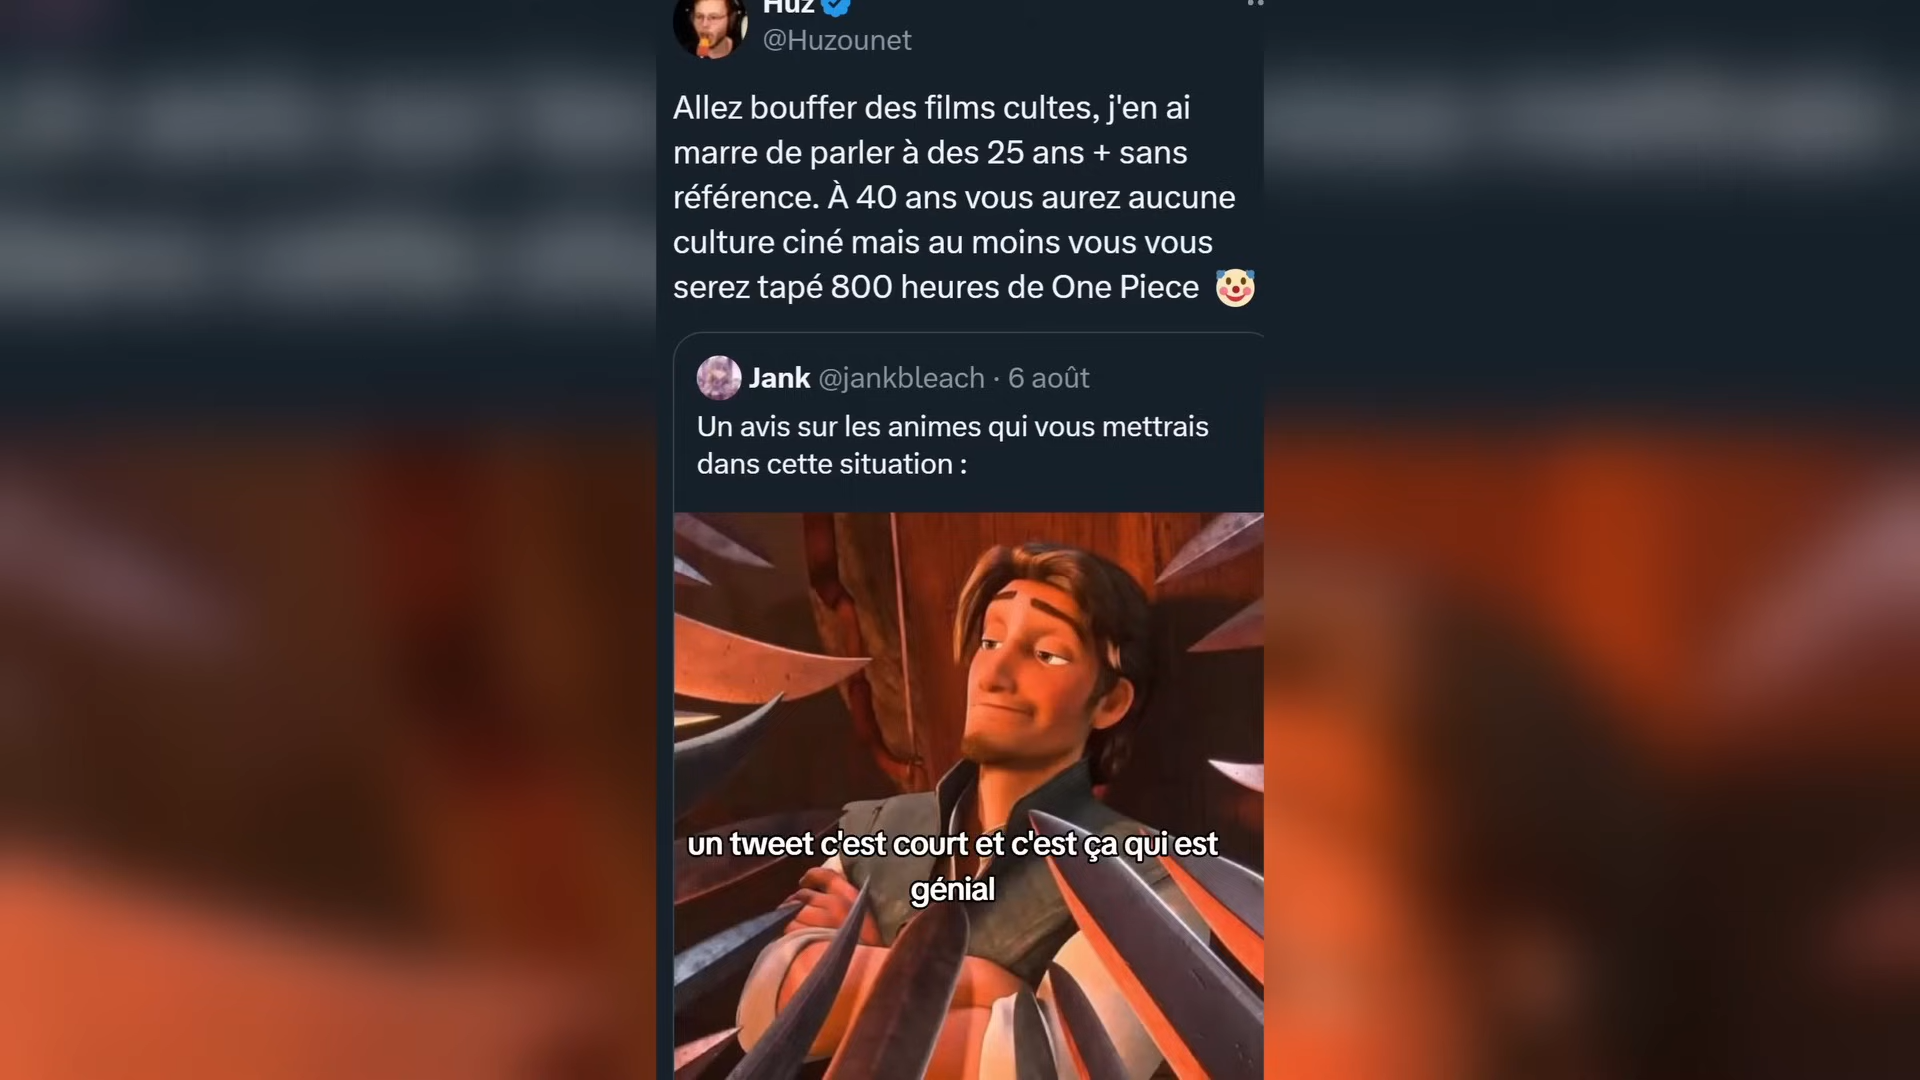 Huz
@Huzounet
Allez bouffer des films cultes, j'en ai
marre de parler à des 25 ans + sans
référence. À 40 ans vous aurez aucune
culture ciné mais au moins vous vous
serez tapé 800 heures de One Piece 🤡
Jank @jankbleach · 6 août
Un avis sur les animes qui vous mettrais
dans cette situation :
un tweet c'est court et c'est ça qui est
génial